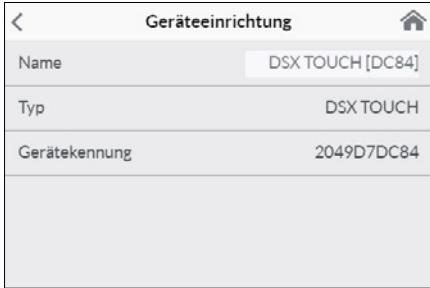 Geräteeinrichtung
Name DSX TOUCH [DC84]
Typ DSX TOUCH
Gerätekennung 2049D7DC84